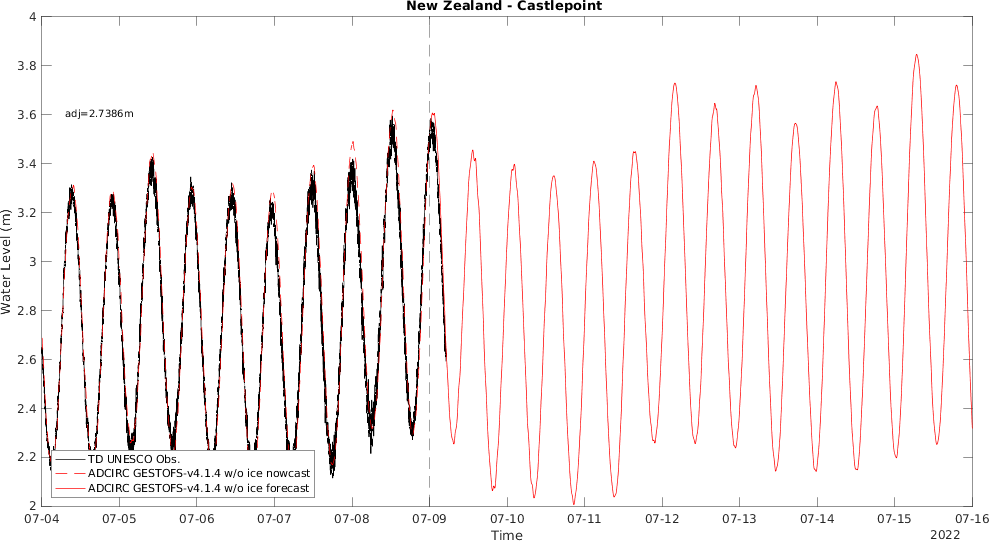 New Zealand - Castlepoint
4
3.8
3.6
3.4
3.2
3
2.8
2.6
2.4
2.2
2
Water Level (m)
adj=2.7386m
TD UNESCO Obs.
ADCIRC GESTOFS-v4.1.4 w/o ice nowcast
ADCIRC GESTOFS-v4.1.4 w/o ice forecast
07-04 07-05 07-06 07-07 07-08 07-09 07-10 07-11 07-12 07-13 07-14 07-15 07-16
Time
2022